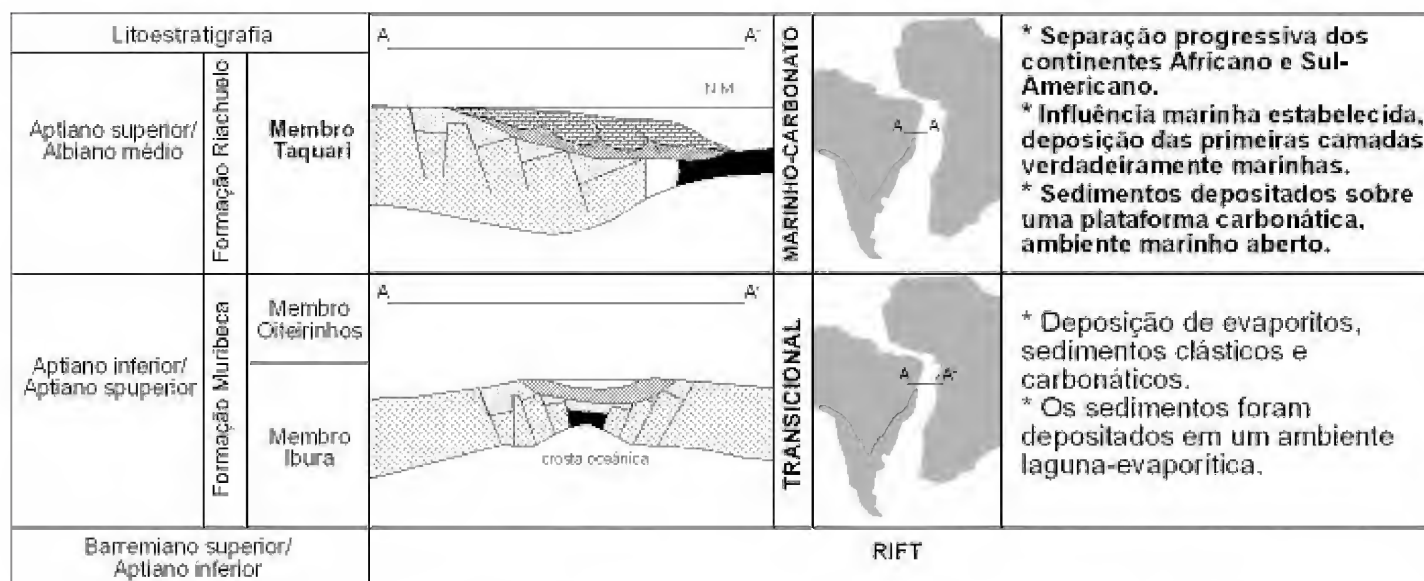 Litoestratigrafia
Aptiano superior/
Albiano médio
Formação Riachuelo
Membro
Taquari
A
A'
N M
MARINHO-CARBONATO
A
A
* Separação progressiva dos
continentes Africano e Sul-
Americano.
* Influência marinha estabelecida,
deposição das primeiras camadas
verdadeiramente marinhas.
* Sedimentos depositados sobre
uma plataforma carbonática,
ambiente marinho aberto.
Aptiano inferior/
Aptiano spuperior
Formação Muribeca
Membro
Oiteirinhos
Membro
Ibura
A
A'
crosta oceânica
TRANSICIONAL
A
A'
* Deposição de evaporitos,
sedimentos clásticos e
carbonáticos.
* Os sedimentos foram
depositados em um ambiente
laguna-evaporítica.
Barremiano superior/
Aptiano inferior
RIFT